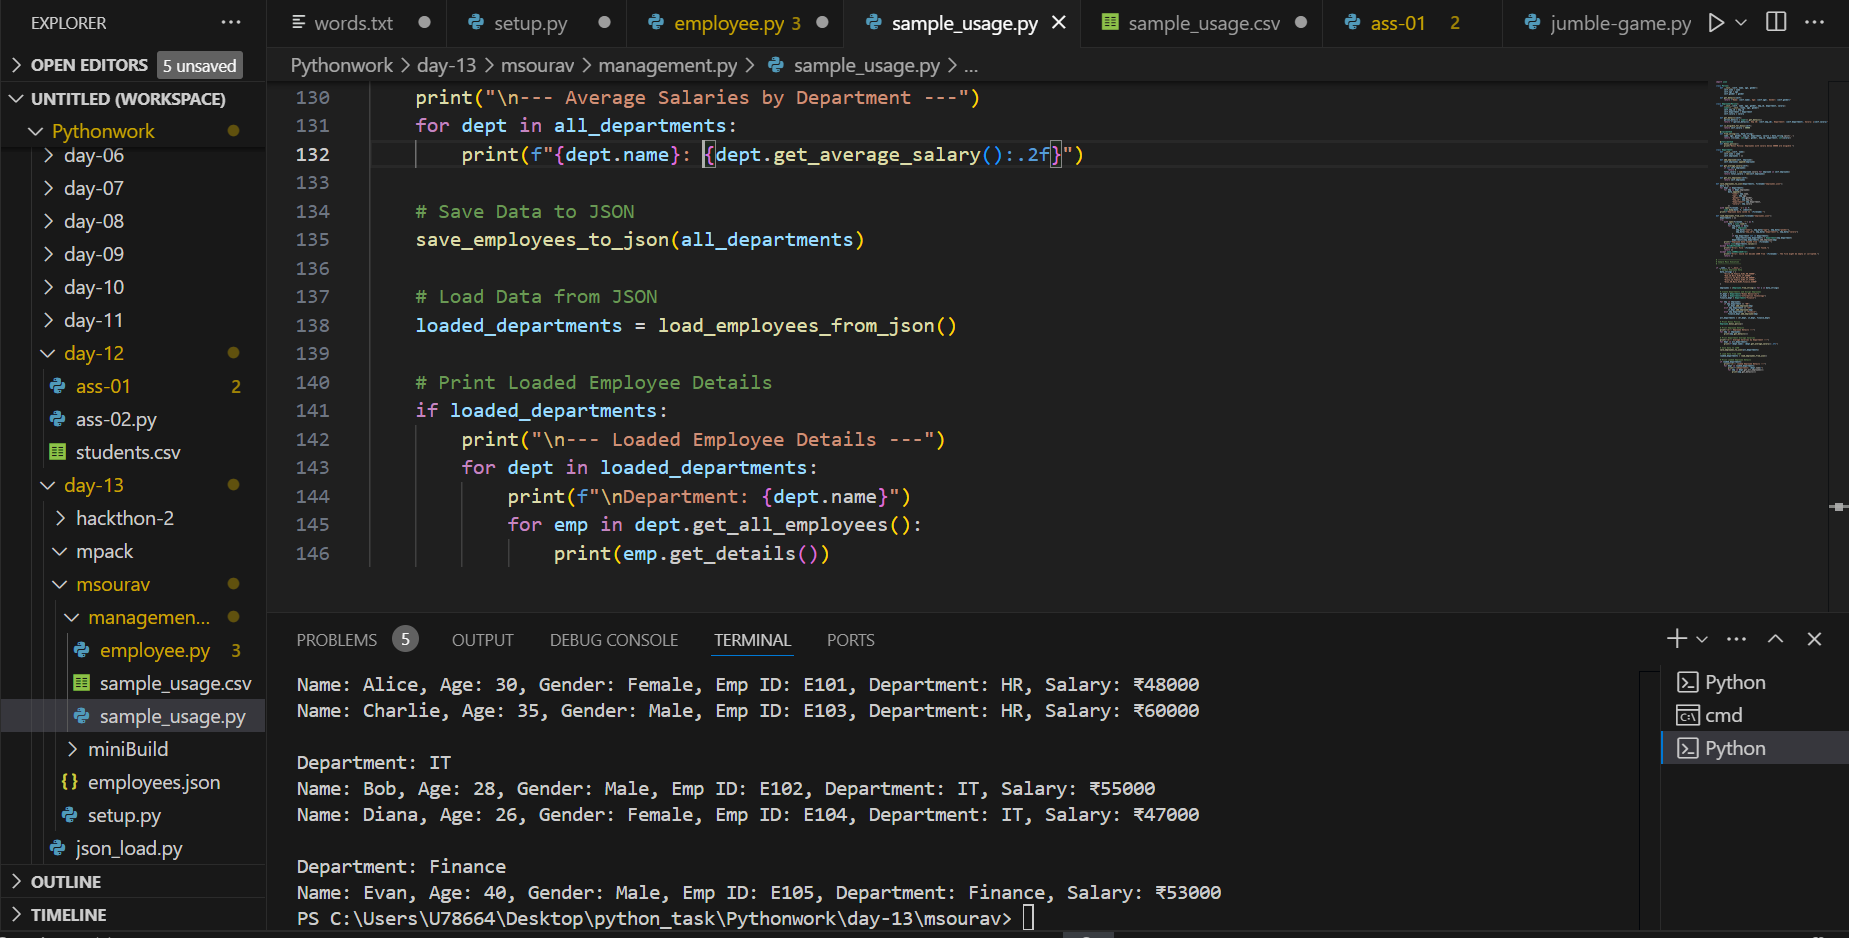 EXPLORER
OPEN EDITORS 5 unsaved
UNTITLED (WORKSPACE)
Pythonwork
day-06
day-07
day-08
day-09
day-10
day-11
day-12
ass-01 2
ass-02.py
students.csv
day-13
hackthon-2
mpack
msourav
managemen...
employee.py 3
sample_usage.csv
sample_usage.py
miniBuild
employees.json
setup.py
json_load.py
OUTLINE
TIMELINE
words.txt setup.py employee.py 3 sample_usage.py sample_usage.csv ass-01 2 jumble-game.py
Pythonwork > day-13 > msourav > management.py > sample_usage.py > ...
130 print("\n--- Average Salaries by Department ---")
131 for dept in all_departments:
132 print(f"{dept.name}: {dept.get_average_salary():.2f}")
133
134 # Save Data to JSON
135 save_employees_to_json(all_departments)
136
137 # Load Data from JSON
138 loaded_departments = load_employees_from_json()
139
140 # Print Loaded Employee Details
141 if loaded_departments:
142 print("\n--- Loaded Employee Details ---")
143 for dept in loaded_departments:
144 print(f"\nDepartment: {dept.name}")
145 for emp in dept.get_all_employees():
146 print(emp.get_details())
PROBLEMS 5 OUTPUT DEBUG CONSOLE TERMINAL PORTS
Name: Alice, Age: 30, Gender: Female, Emp ID: E101, Department: HR, Salary: ₹48000
Name: Charlie, Age: 35, Gender: Male, Emp ID: E103, Department: HR, Salary: ₹60000
Department: IT
Name: Bob, Age: 28, Gender: Male, Emp ID: E102, Department: IT, Salary: ₹55000
Name: Diana, Age: 26, Gender: Female, Emp ID: E104, Department: IT, Salary: ₹47000
Department: Finance
Name: Evan, Age: 40, Gender: Male, Emp ID: E105, Department: Finance, Salary: ₹53000
PS C:\Users\U78664\Desktop\python_task\Pythonwork\day-13\msourav>
Python
cmd
Python